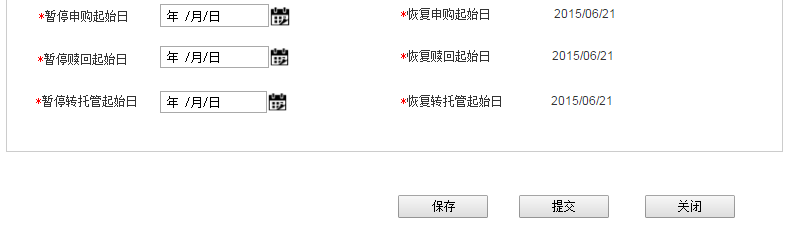 *暂停申购起始日 年 /月/日 *恢复申购起始日 2015/06/21
*暂停赎回起始日 年 /月/日 *恢复赎回起始日 2015/06/21
*暂停转托管起始日 年 /月/日 *恢复转托管起始日 2015/06/21
保存 提交 关闭